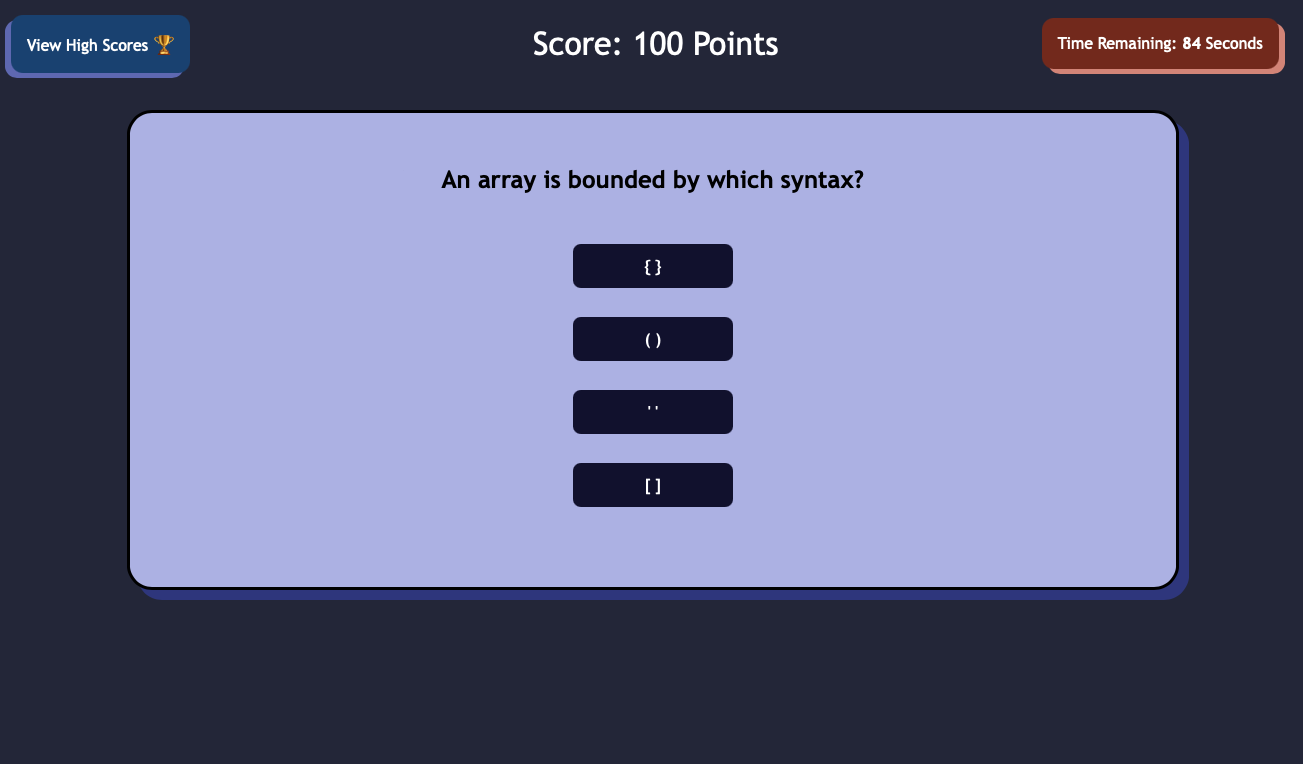 View High Scores 🏆
Score: 100 Points
Time Remaining: 84 Seconds
An array is bounded by which syntax?
{ }
( )
' '
[ ]